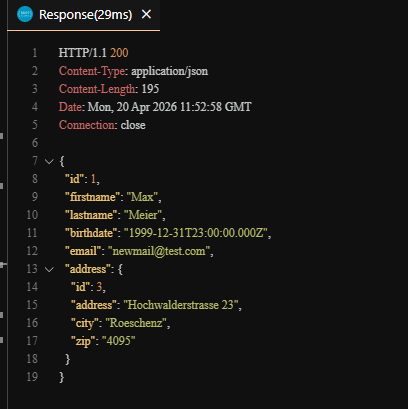 Response(29ms) ×
1 HTTP/1.1 200
2 Content-Type: application/json
3 Content-Length: 195
4 Date: Mon, 20 Apr 2026 11:52:58 GMT
5 Connection: close
6
7 {
8 "id": 1,
9 "firstname": "Max",
10 "lastname": "Meier",
11 "birthdate": "1999-12-31T23:00:00.000Z",
12 "email": "newmail@test.com",
13 "address": {
14 "id": 3,
15 "address": "Hochwalderstrasse 23",
16 "city": "Roeschenz",
17 "zip": "4095"
18 }
19 }